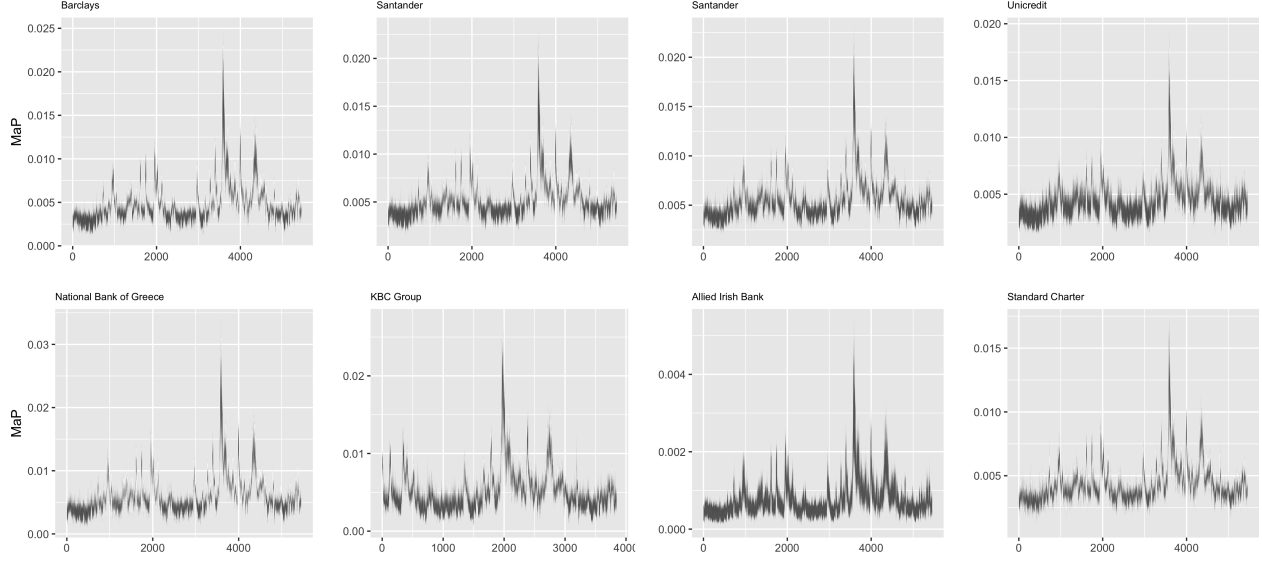 Barclays
MaP
0.025
0.020
0.015
0.010
0.005
0.000
0 2000 4000
Santander
0.020
0.015
0.010
0.005
0 2000 4000
Santander
0.020
0.015
0.010
0.005
0 2000 4000
Unicredit
0.020
0.015
0.010
0.005
0 2000 4000
National Bank of Greece
MaP
0.03
0.02
0.01
0.00
0 2000 4000
KBC Group
0.02
0.01
0.00
0 1000 2000 3000 400
Allied Irish Bank
0.004
0.002
0.000
0 2000 4000
Standard Charter
0.015
0.010
0.005
0 2000 4000